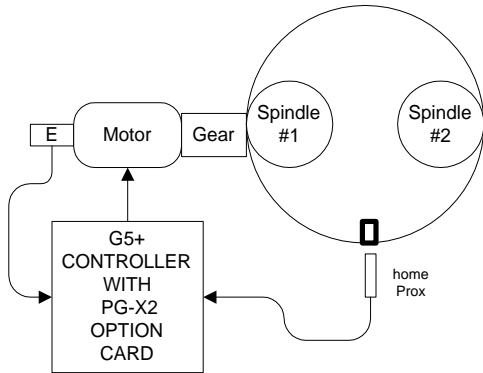 E
Motor
Gear
Spindle
#1
Spindle
#2
G5+
CONTROLLER
WITH
PG-X2
OPTION
CARD
home
Prox